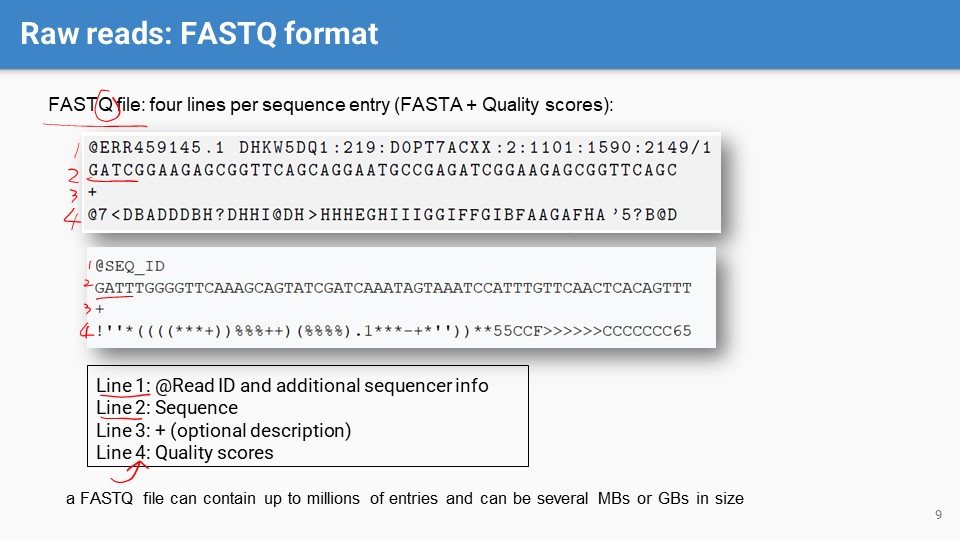 Raw reads: FASTQ format
FASTQ file: four lines per sequence entry (FASTA + Quality scores):
1 @ERR459145.1 DHKW5DQ1:219:D0PT7ACXX:2:1101:1590:2149/1
2 GATCGGAAGAGCGGTTCAGCAGGAATGCCGAGATCGGAAGAGCGGTTCAGC
3 +
4 @7<DBADDDBH?DHHI@DH>HHHEGHIIIGGIFFGIBFAAGAFHA'5?B@D
1 @SEQ_ID
2 GATTTGGGGTTCAAAGCAGTATCGATCAAATAGTAAATCCATTTGTTCAACTCACAGTTT
3 +
4 !''*((((***+))%%%++)(%%%%).1***-+*''))**55CCF>>>>>>CCCCCCC65
Line 1: @Read ID and additional sequencer info
Line 2: Sequence
Line 3: + (optional description)
Line 4: Quality scores
a FASTQ file can contain up to millions of entries and can be several MBs or GBs in size
9